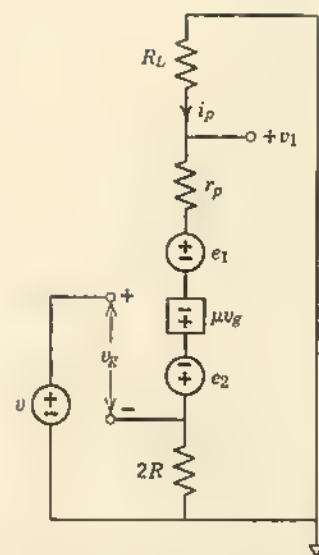 R_L
i_p
+v_1
r_p
+
−
e_1
−
+
μv_g
+
v_g
−
+
e_2
+
−
v
−
2R